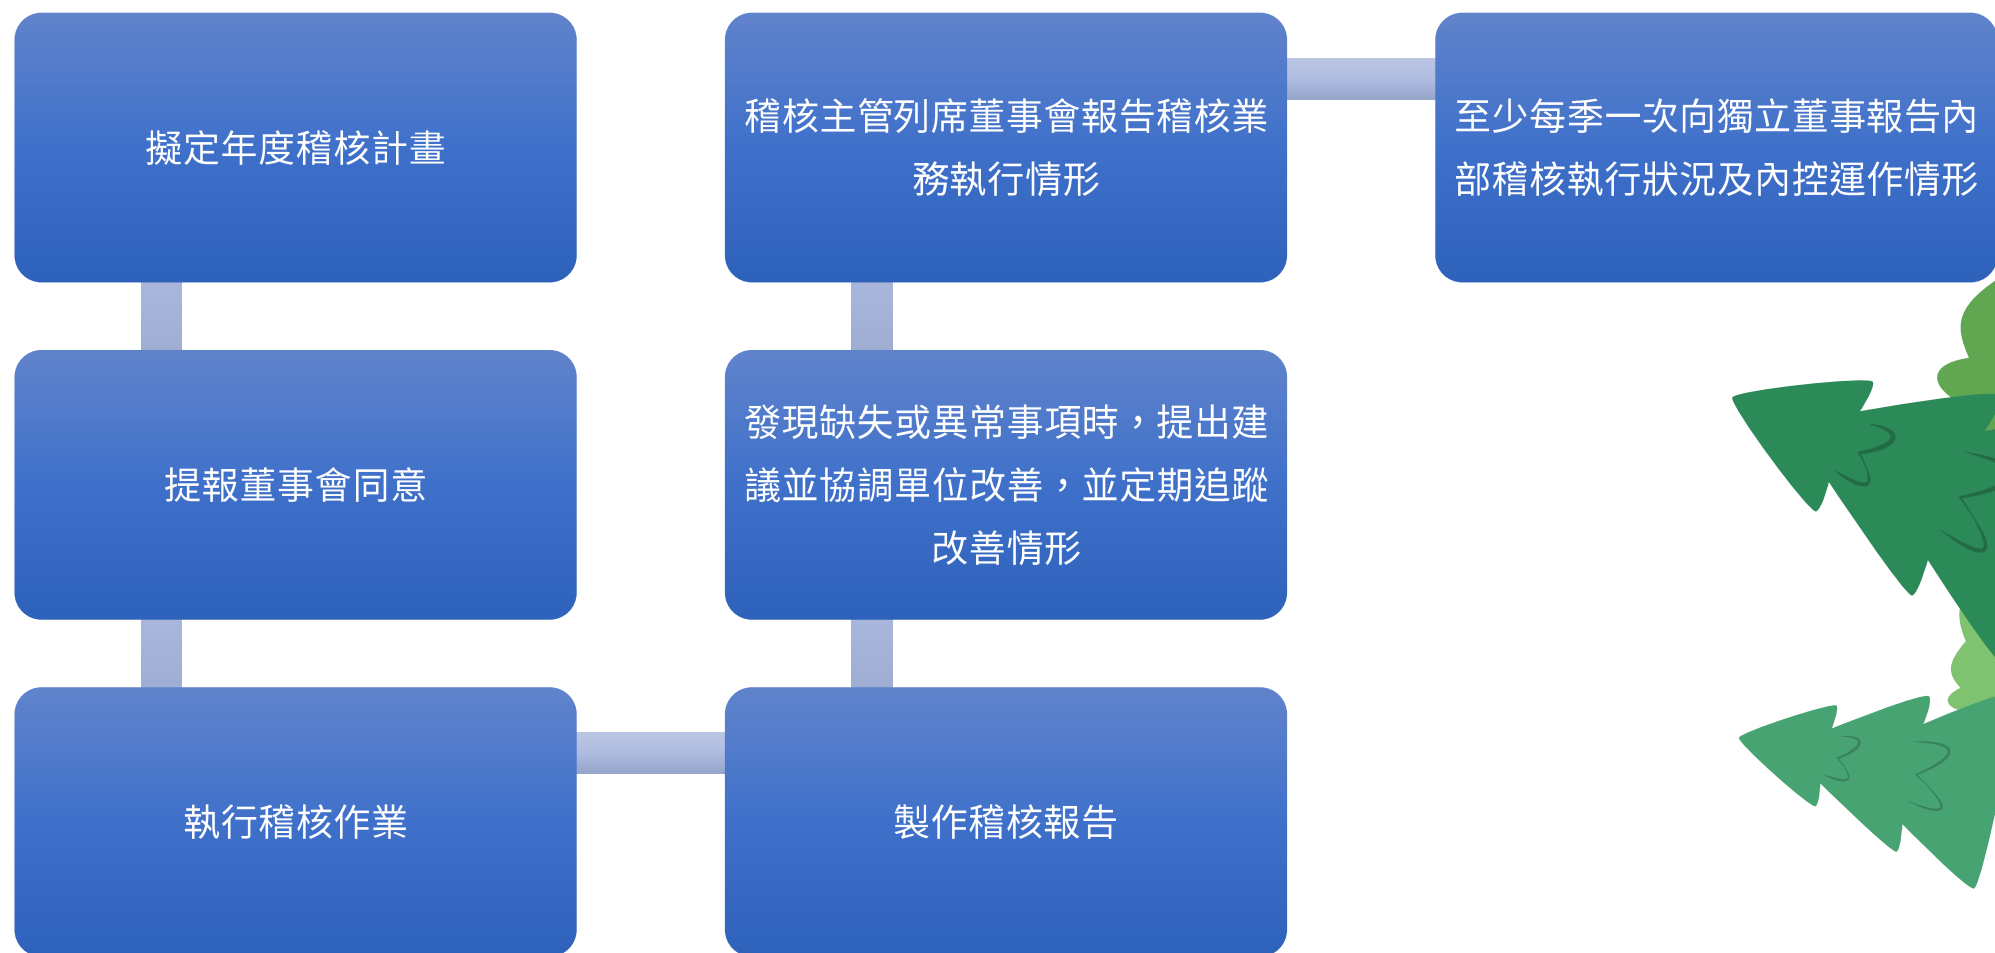 擬定年度稽核計畫
提報董事會同意
執行稽核作業
製作稽核報告
發現缺失或異常事項時，提出建
議並協調單位改善，並定期追蹤
改善情形
稽核主管列席董事會報告稽核業
務執行情形
至少每季一次向獨立董事報告內
部稽核執行狀況及內控運作情形